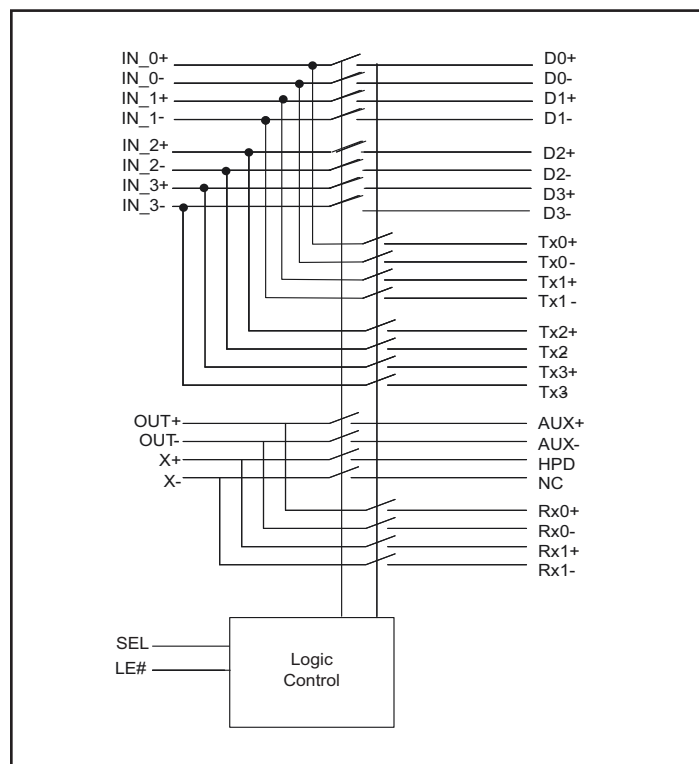 IN_0+
IN_0-
IN_1+
IN_1-
IN_2+
IN_2-
IN_3+
IN_3-
D0+
D0-
D1+
D1-
D2+
D2-
D3+
D3-
Tx0+
Tx0-
Tx1+
Tx1-
Tx2+
Tx2-
Tx3+
Tx3-
OUT+
OUT-
X+
X-
AUX+
AUX-
HPD
NC
Rx0+
Rx0-
Rx1+
Rx1-
SEL
LE#
Logic
Control